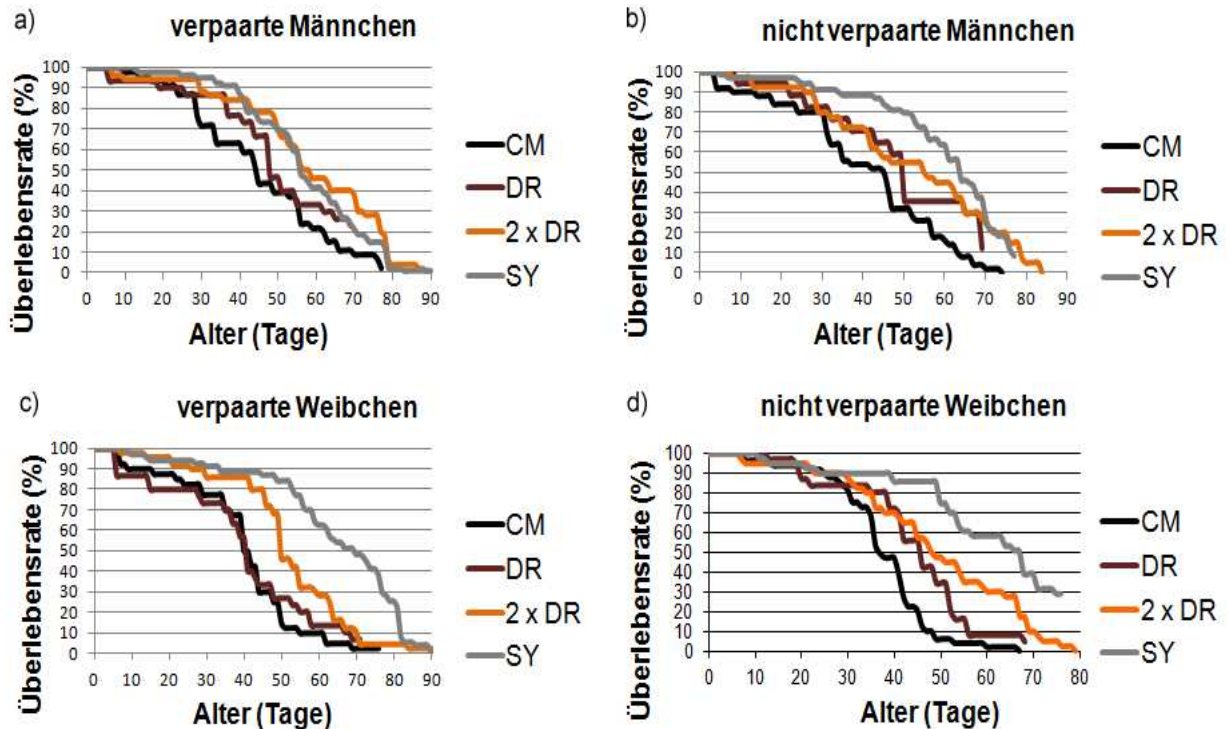 a)
verpaarte Männchen
Überlebensrate (%)
100
90
80
70
60
50
40
30
20
10
0
0 10 20 30 40 50 60 70 80 90
Alter (Tage)
CM
DR
2 x DR
SY
b)
nicht verpaarte Männchen
Überlebensrate (%)
100
90
80
70
60
50
40
30
20
10
0
0 10 20 30 40 50 60 70 80 90
Alter (Tage)
CM
DR
2 x DR
SY
c)
verpaarte Weibchen
Überlebensrate (%)
100
90
80
70
60
50
40
30
20
10
0
0 10 20 30 40 50 60 70 80 90
Alter (Tage)
CM
DR
2 x DR
SY
d)
nicht verpaarte Weibchen
Überlebensrate (%)
100
90
80
70
60
50
40
30
20
10
0
0 10 20 30 40 50 60 70 80
Alter (Tage)
CM
DR
2 x DR
SY